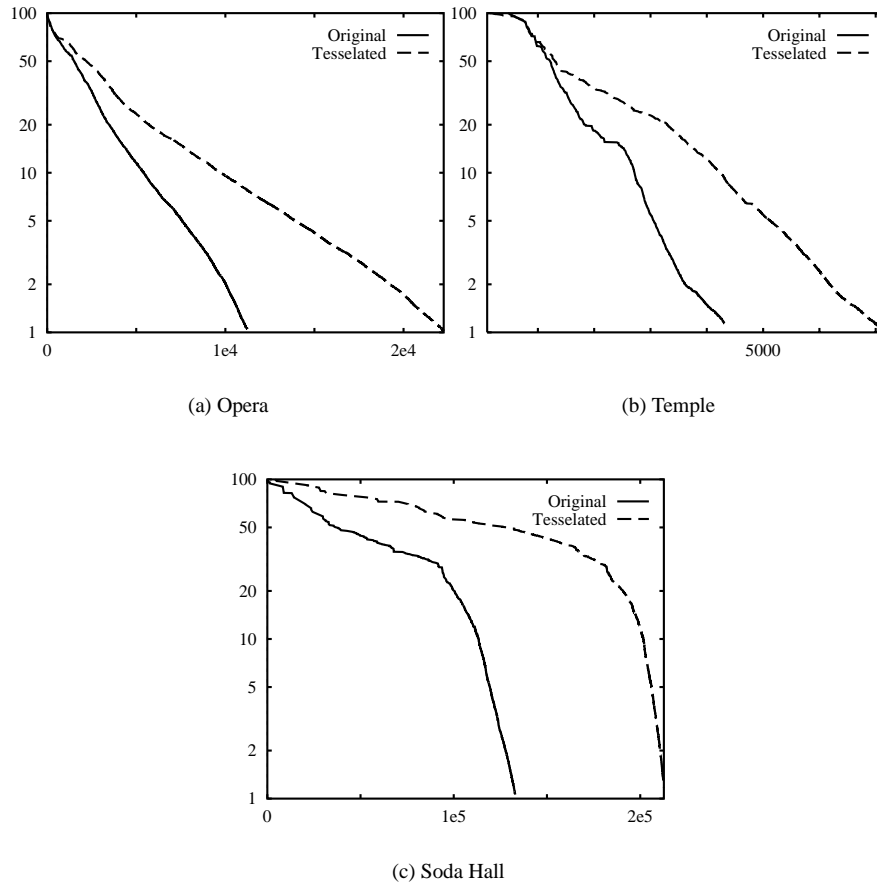 100
50
20
10
5
2
1
0
1e4
2e4
Original
Tesselated
(a) Opera
100
50
20
10
5
2
1
5000
Original
Tesselated
(b) Temple
100
50
20
10
5
2
1
0
1e5
2e5
Original
Tesselated
(c) Soda Hall